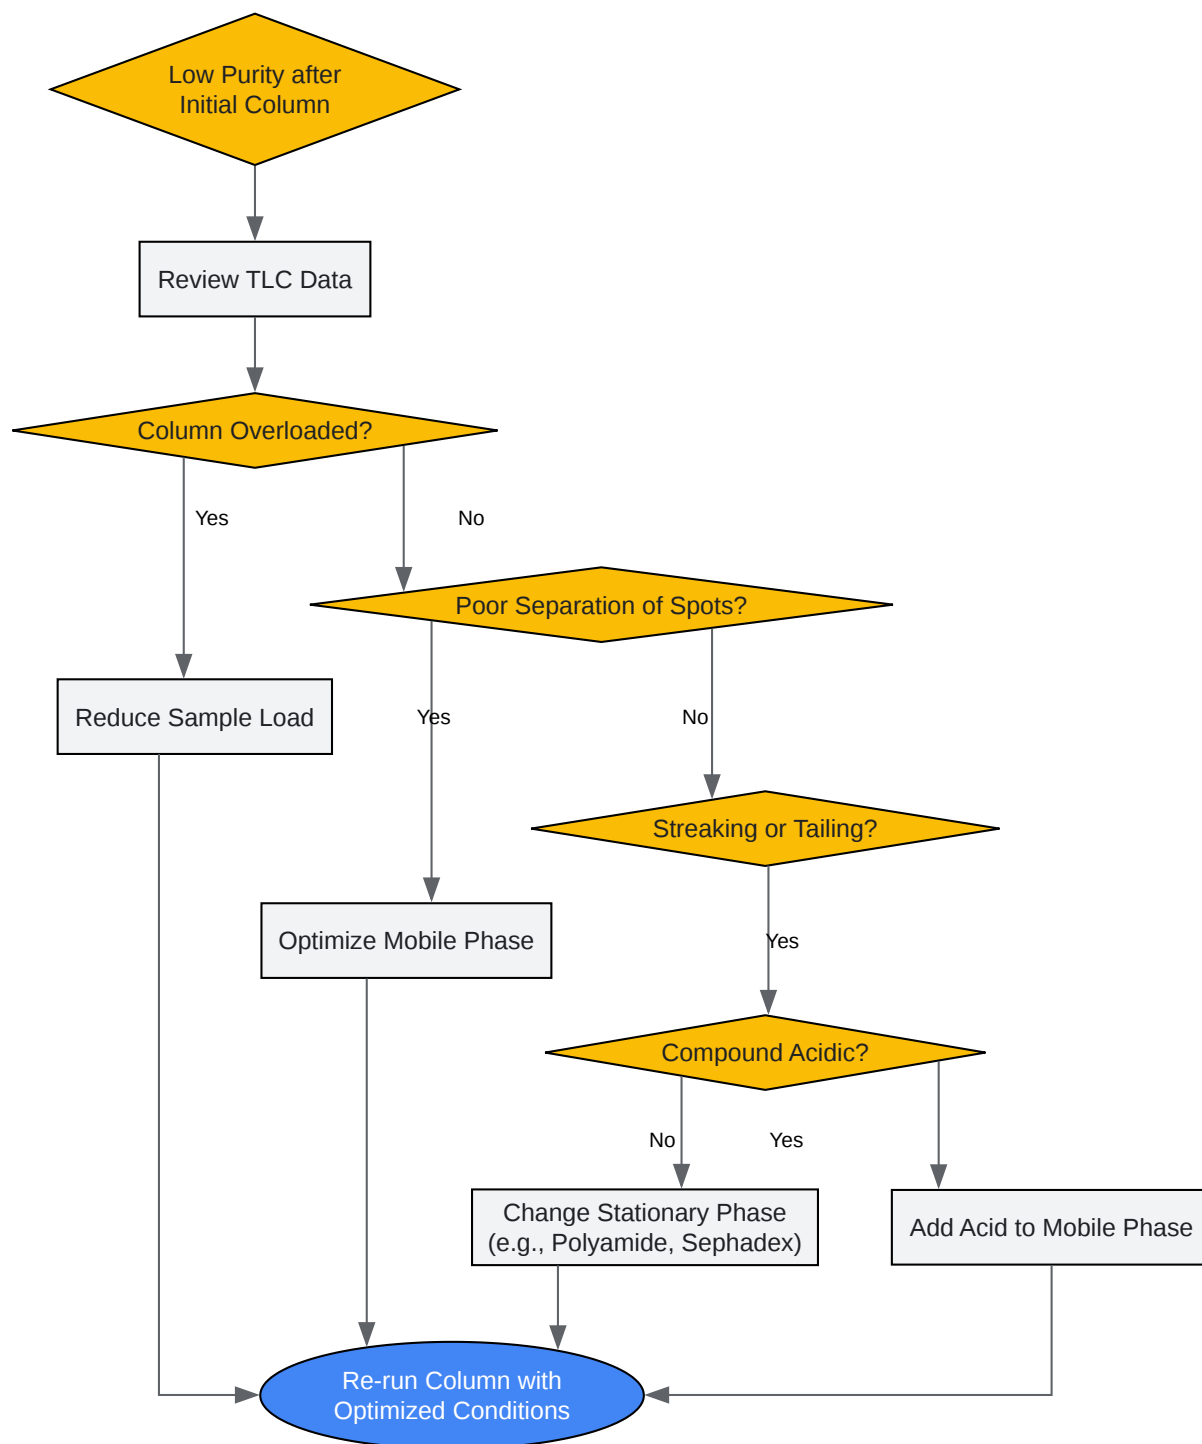 Low Purity after
Initial Column
Review TLC Data
Column Overloaded?
Yes
No
Poor Separation of Spots?
Reduce Sample Load
Yes
No
Streaking or Tailing?
Optimize Mobile Phase
Yes
Compound Acidic?
No
Yes
Change Stationary Phase
(e.g., Polyamide, Sephadex)
Add Acid to Mobile Phase
Re-run Column with
Optimized Conditions